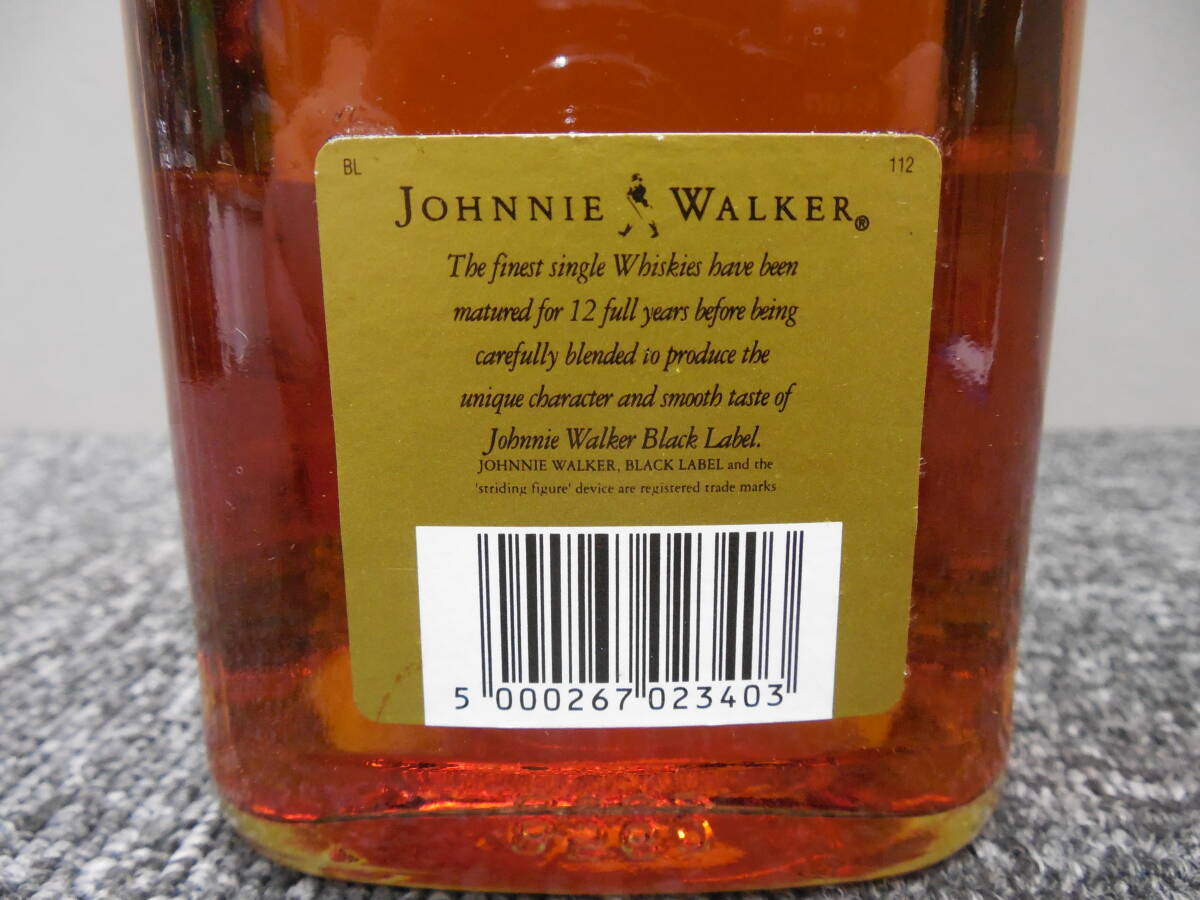 BL 112
JOHNNIE WALKER®
The finest single Whiskies have been
matured for 12 full years before being
carefully blended to produce the
unique character and smooth taste of
Johnnie Walker Black Label.
JOHNNIE WALKER, BLACK LABEL and the
'striding figure' device are registered trade marks
5 000267 023403